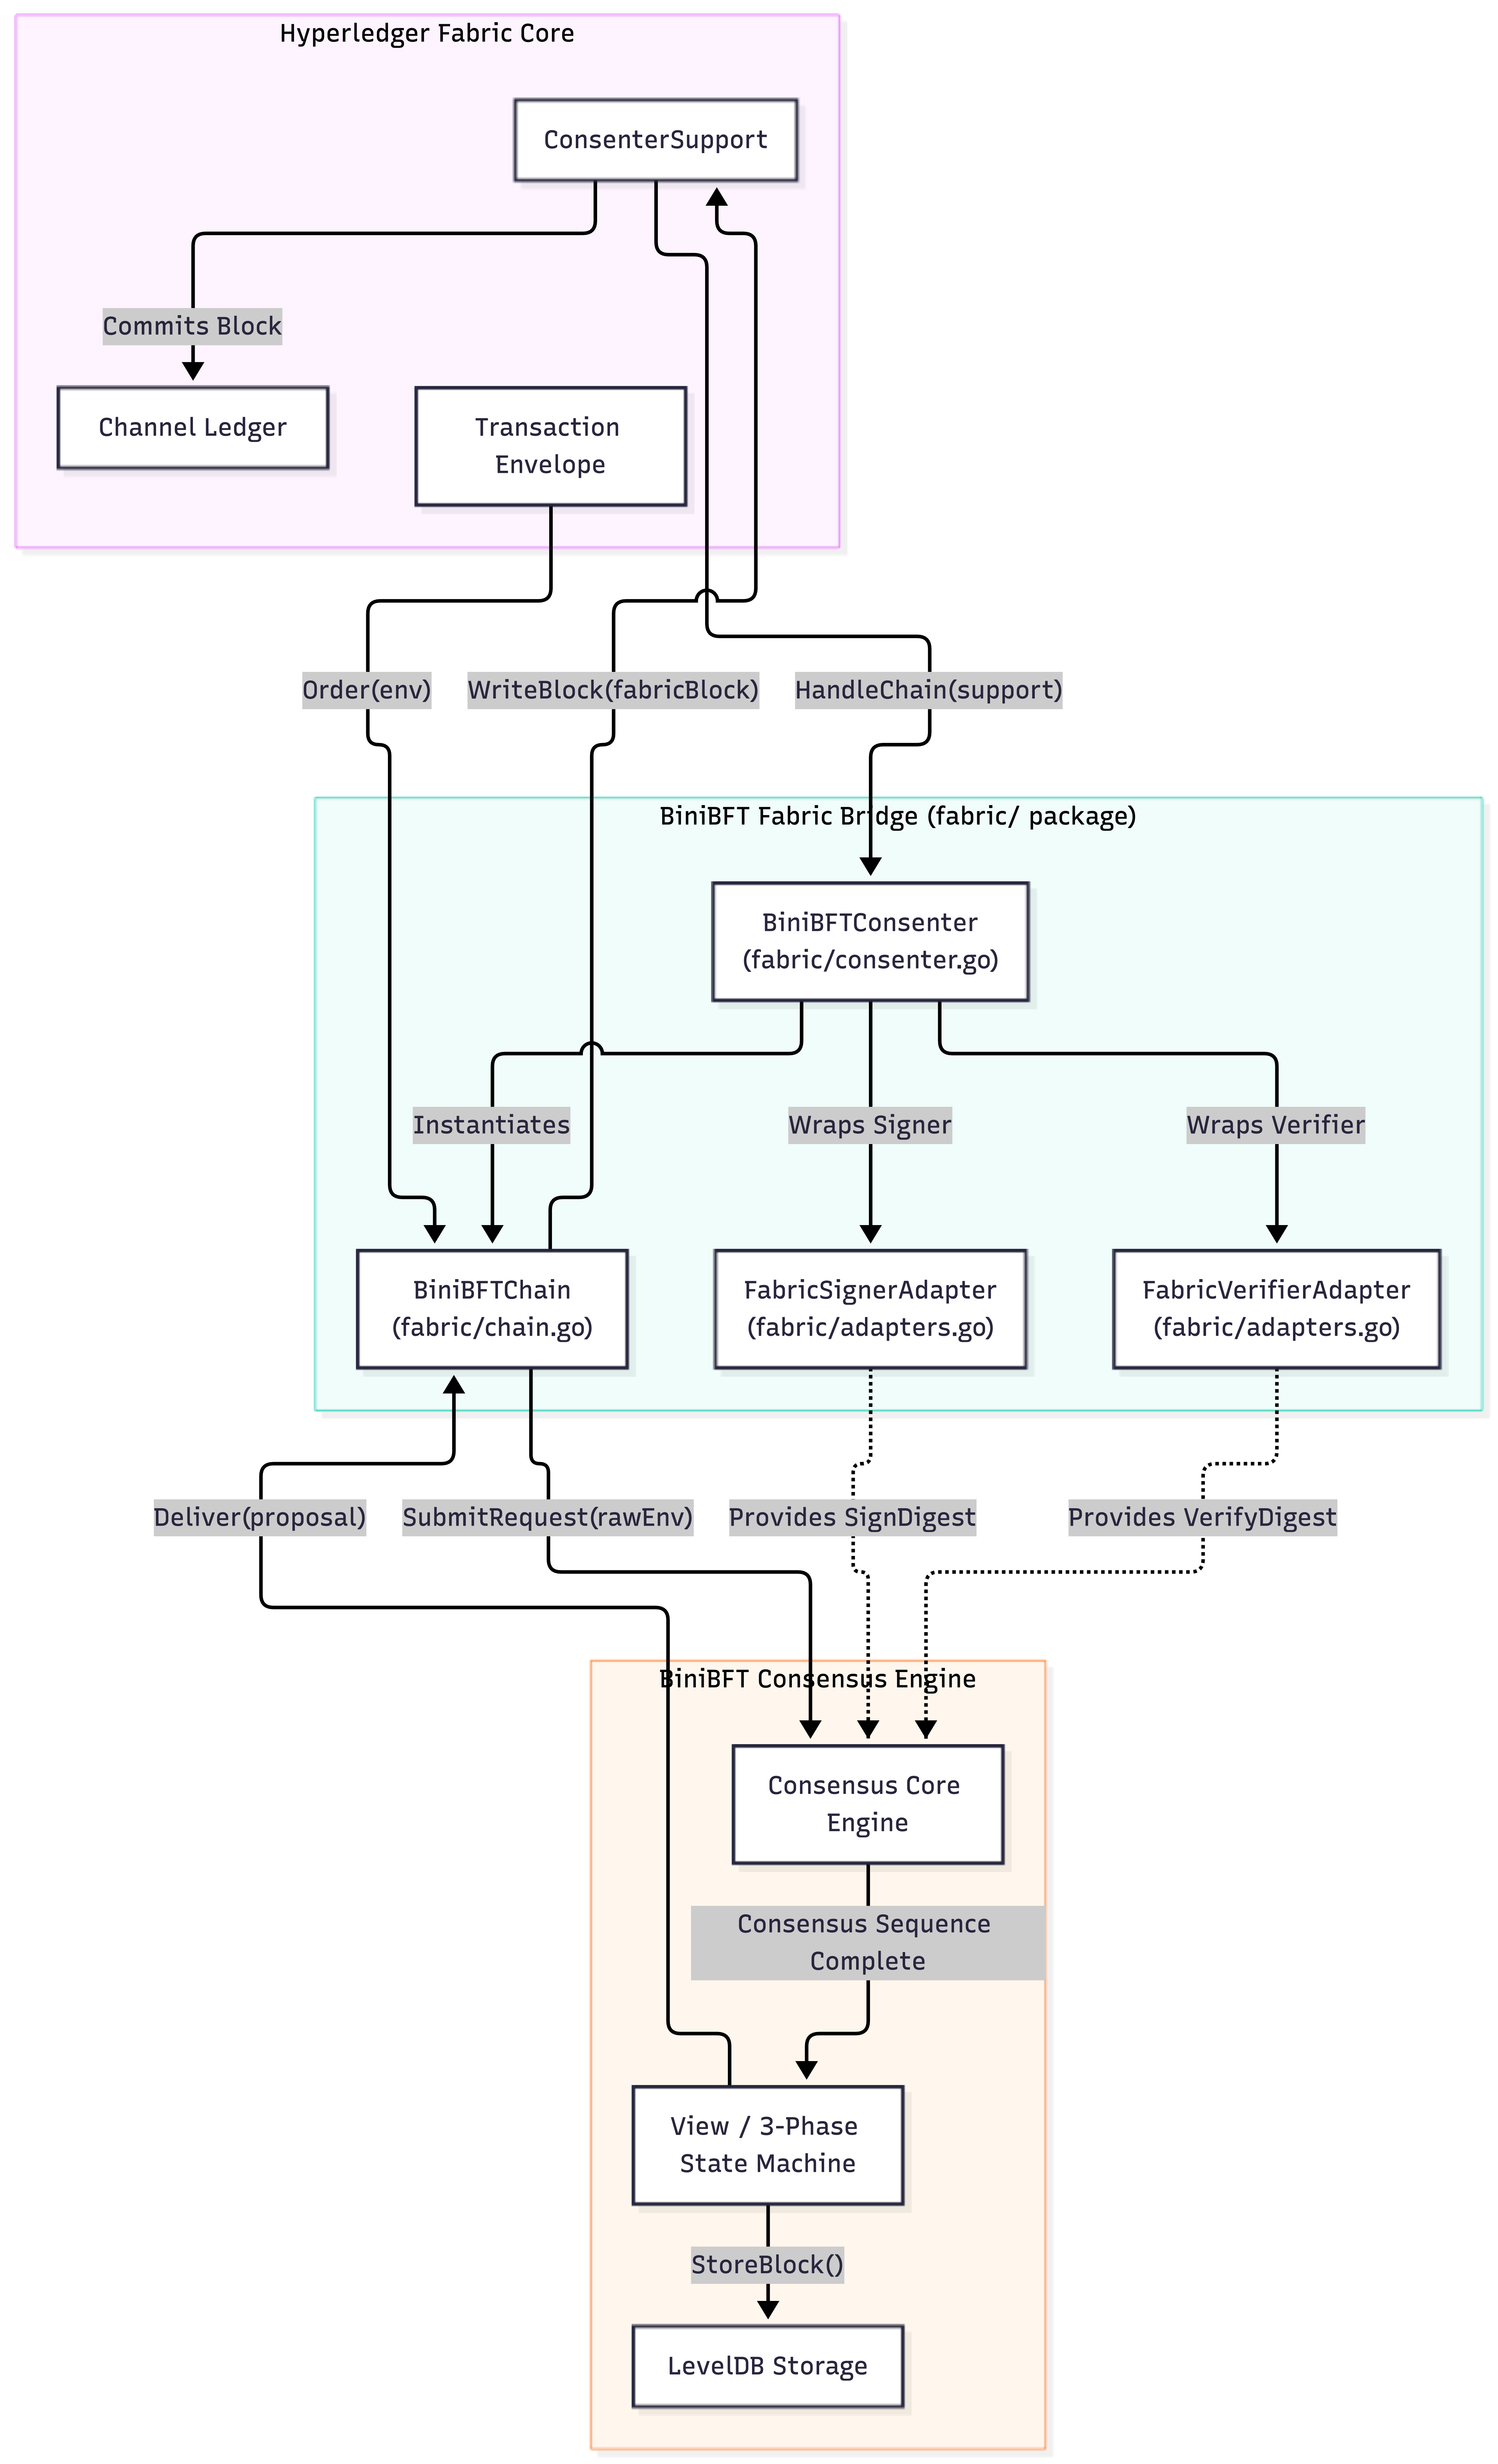 Hyperledger Fabric Core
ConsenterSupport
Commits Block
Channel Ledger
Transaction
Envelope
Order(env)
WriteBlock(fabricBlock)
HandleChain(support)
BiniBFT Fabric Bridge (fabric/ package)
BiniBFTConsenter
(fabric/consenter.go)
Instantiates
Wraps Signer
Wraps Verifier
BiniBFTChain
(fabric/chain.go)
FabricSignerAdapter
(fabric/adapters.go)
FabricVerifierAdapter
(fabric/adapters.go)
Deliver(proposal)
SubmitRequest(rawEnv)
Provides SignDigest
Provides VerifyDigest
BiniBFT Consensus Engine
Consensus Core
Engine
Consensus Sequence
Complete
View / 3-Phase
State Machine
StoreBlock()
LevelDB Storage